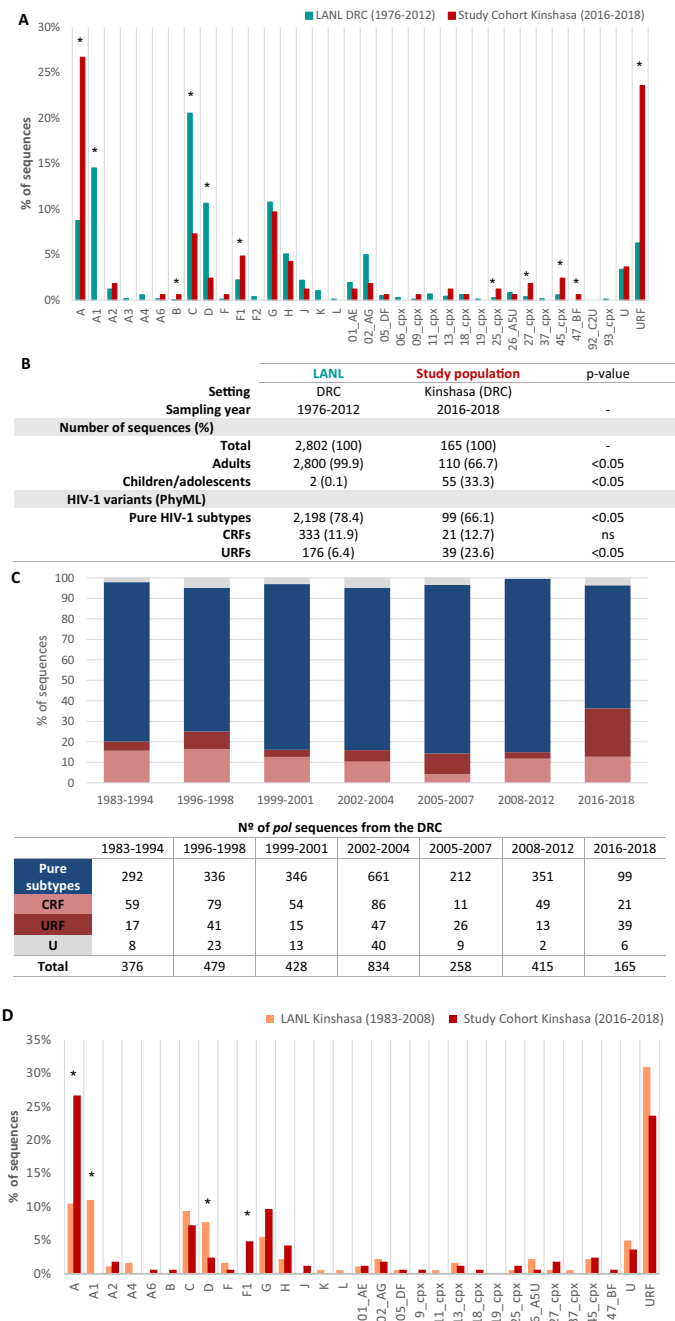 A
LANL DRC (1976-2012) Study Cohort Kinshasa (2016-2018)
30%
25%
20%
15%
10%
5%
0%
% of sequences
* * * * * * * * * * * *
A A1 A2 A3 A4 A6 B C D F F1 F2 G H J K L 01_AE 02_AG 05_DF 06_cpx 09_cpx 11_cpx 13_cpx 18_cpx 19_cpx 25_cpx 26_A5U 27_cpx 37_cpx 45_cpx 47_BF 92_C2U 93_cpx U URF
B
LANL Study population p-value
Setting DRC Kinshasa (DRC)
Sampling year 1976-2012 2016-2018 -
Number of sequences (%)
Total 2,802 (100) 165 (100) -
Adults 2,800 (99.9) 110 (66.7) <0.05
Children/adolescents 2 (0.1) 55 (33.3) <0.05
HIV-1 variants (PhyML)
Pure HIV-1 subtypes 2,198 (78.4) 99 (66.1) <0.05
CRFs 333 (11.9) 21 (12.7) ns
URFs 176 (6.4) 39 (23.6) <0.05
C
100
90
80
70
60
50
40
30
20
10
0
% of sequences
1983-1994 1996-1998 1999-2001 2002-2004 2005-2007 2008-2012 2016-2018
Nº of pol sequences from the DRC
1983-1994 1996-1998 1999-2001 2002-2004 2005-2007 2008-2012 2016-2018
Pure subtypes 292 336 346 661 212 351 99
CRF 59 79 54 86 11 49 21
URF 17 41 15 47 26 13 39
U 8 23 13 40 9 2 6
Total 376 479 428 834 258 415 165
D
LANL Kinshasa (1983-2008) Study Cohort Kinshasa (2016-2018)
35%
30%
25%
20%
15%
10%
5%
0%
% of sequences
* * * *
A A1 A2 A4 A6 B C D F F1 G H J K L 01_AE 02_AG 05_DF 9_cpx 11_cpx 13_cpx 18_cpx 19_cpx 25_cpx 6_A5U 27_cpx 37_cpx 45_cpx 47_BF U URF